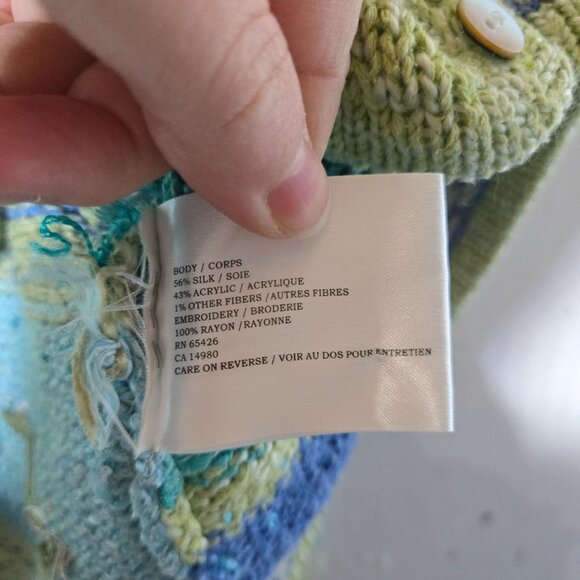 BODY / CORPS
56% SILK / SOIE
43% ACRYLIC / ACRYLIQUE
1% OTHER FIBERS /AUTRES FIBRES
EMBROIDERY / BRODERIE
100% RAYON /RAYONNE
RN 65426
CA 14980
CARE ON REVERSE / VOIR AU DOS POUR ENTRETIEN